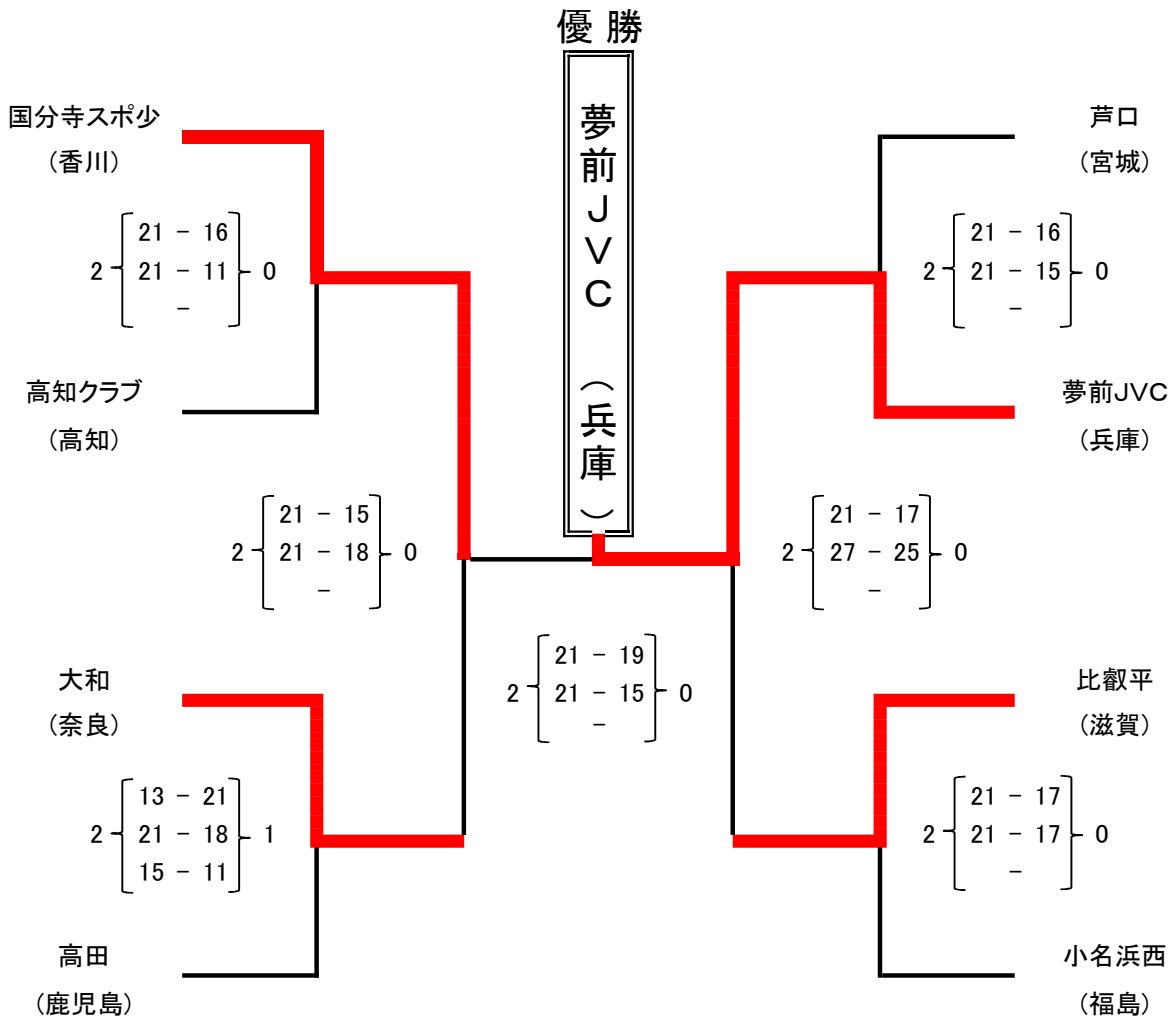 優 勝
夢前JVC (兵庫)
国分寺スポ少
(香川)
2 21 - 16 0
21 - 11
-
高知クラブ
(高知)
2 21 - 15 0
21 - 18
-
大和
(奈良)
2 13 - 21 1
21 - 18
15 - 11
高田
(鹿児島)
2 21 - 19 0
21 - 15
-
芦口
(宮城)
2 21 - 16 0
21 - 15
-
夢前JVC
(兵庫)
2 21 - 17 0
27 - 25
-
比叡平
(滋賀)
2 21 - 17 0
21 - 17
-
小名浜西
(福島)